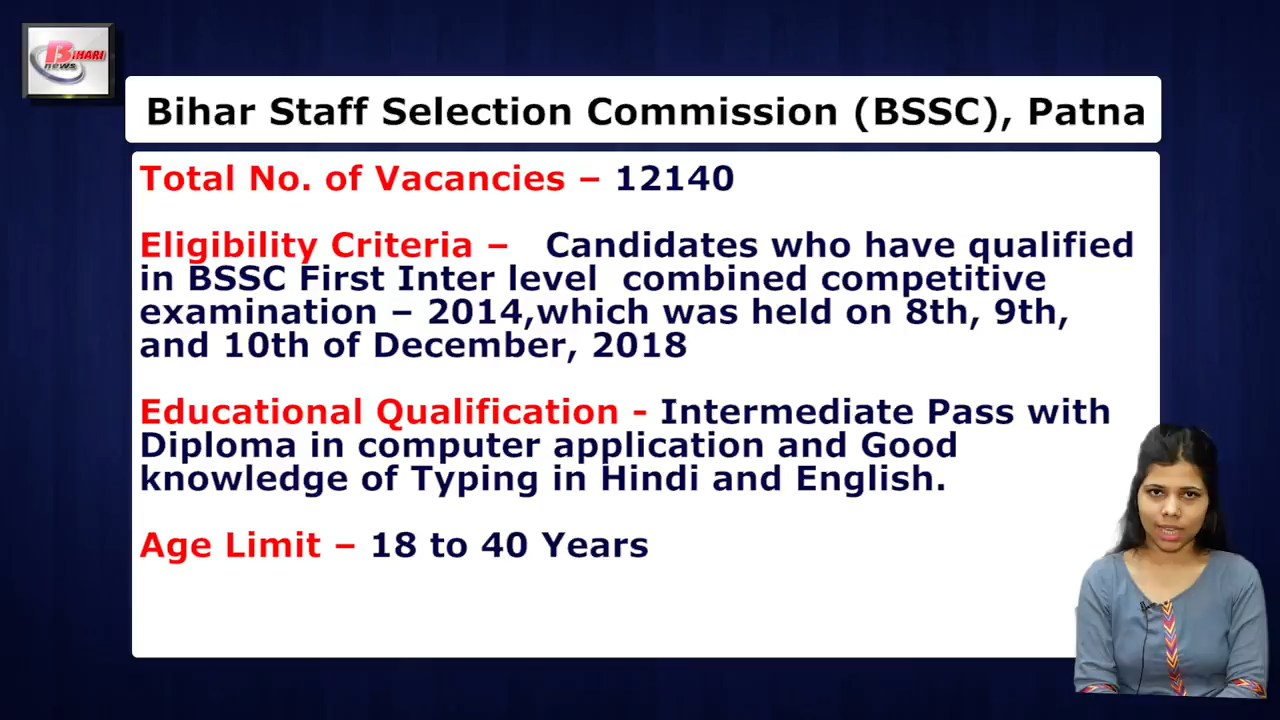 BIHARI
news
Bihar Staff Selection Commission (BSSC), Patna
Total No. of Vacancies – 12140
Eligibility Criteria – Candidates who have qualified
in BSSC First Inter level combined competitive
examination – 2014,which was held on 8th, 9th,
and 10th of December, 2018
Educational Qualification - Intermediate Pass with
Diploma in computer application and Good
knowledge of Typing in Hindi and English.
Age Limit – 18 to 40 Years